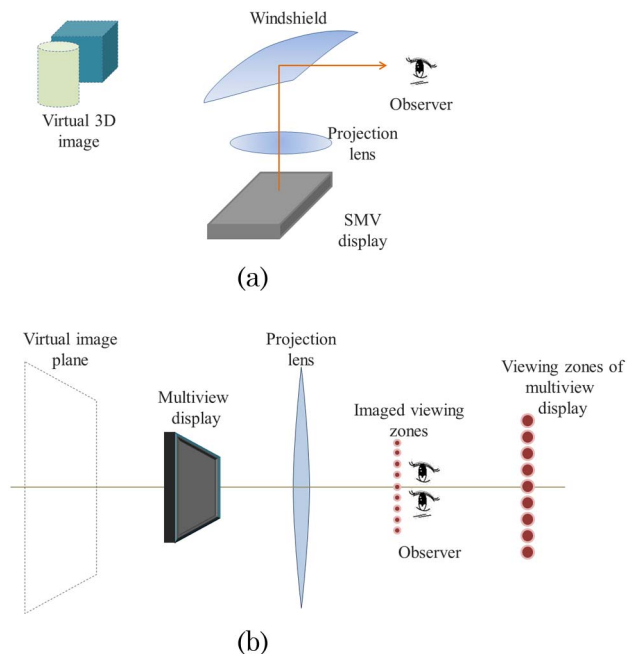 Windshield
Observer
Virtual 3D
image
Projection
lens
SMV
display
(a)
Virtual image
plane
Projection
lens
Multiview
display
Viewing zones of
multiview
display
Imaged viewing
zones
Observer
(b)